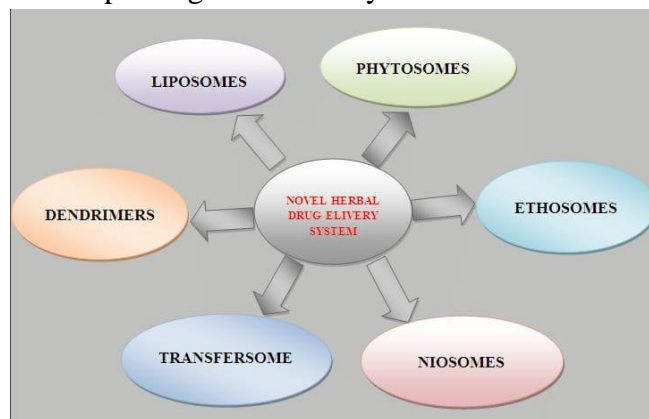 LIPOSOMES
PHYTOSOMES
DENDRIMERS
NOVEL HERBAL
DRUG ELIVERY
SYSTEM
ETHOSOMES
TRANSFERSOME
NIOSOMES